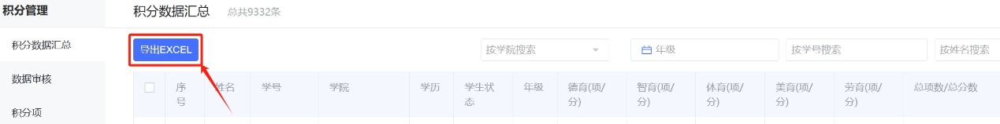 积分管理
积分数据汇总 总共9332条
积分数据汇总
导出EXCEL 按学院搜索 年级 按学号搜索 按姓名搜索
数据审核
序号 姓名 学号 学院 学历 学生状态 年级 德育(项/分) 智育(项/分) 体育(项/分) 美育(项/分) 劳育(项/分) 总项数/总分数
积分项